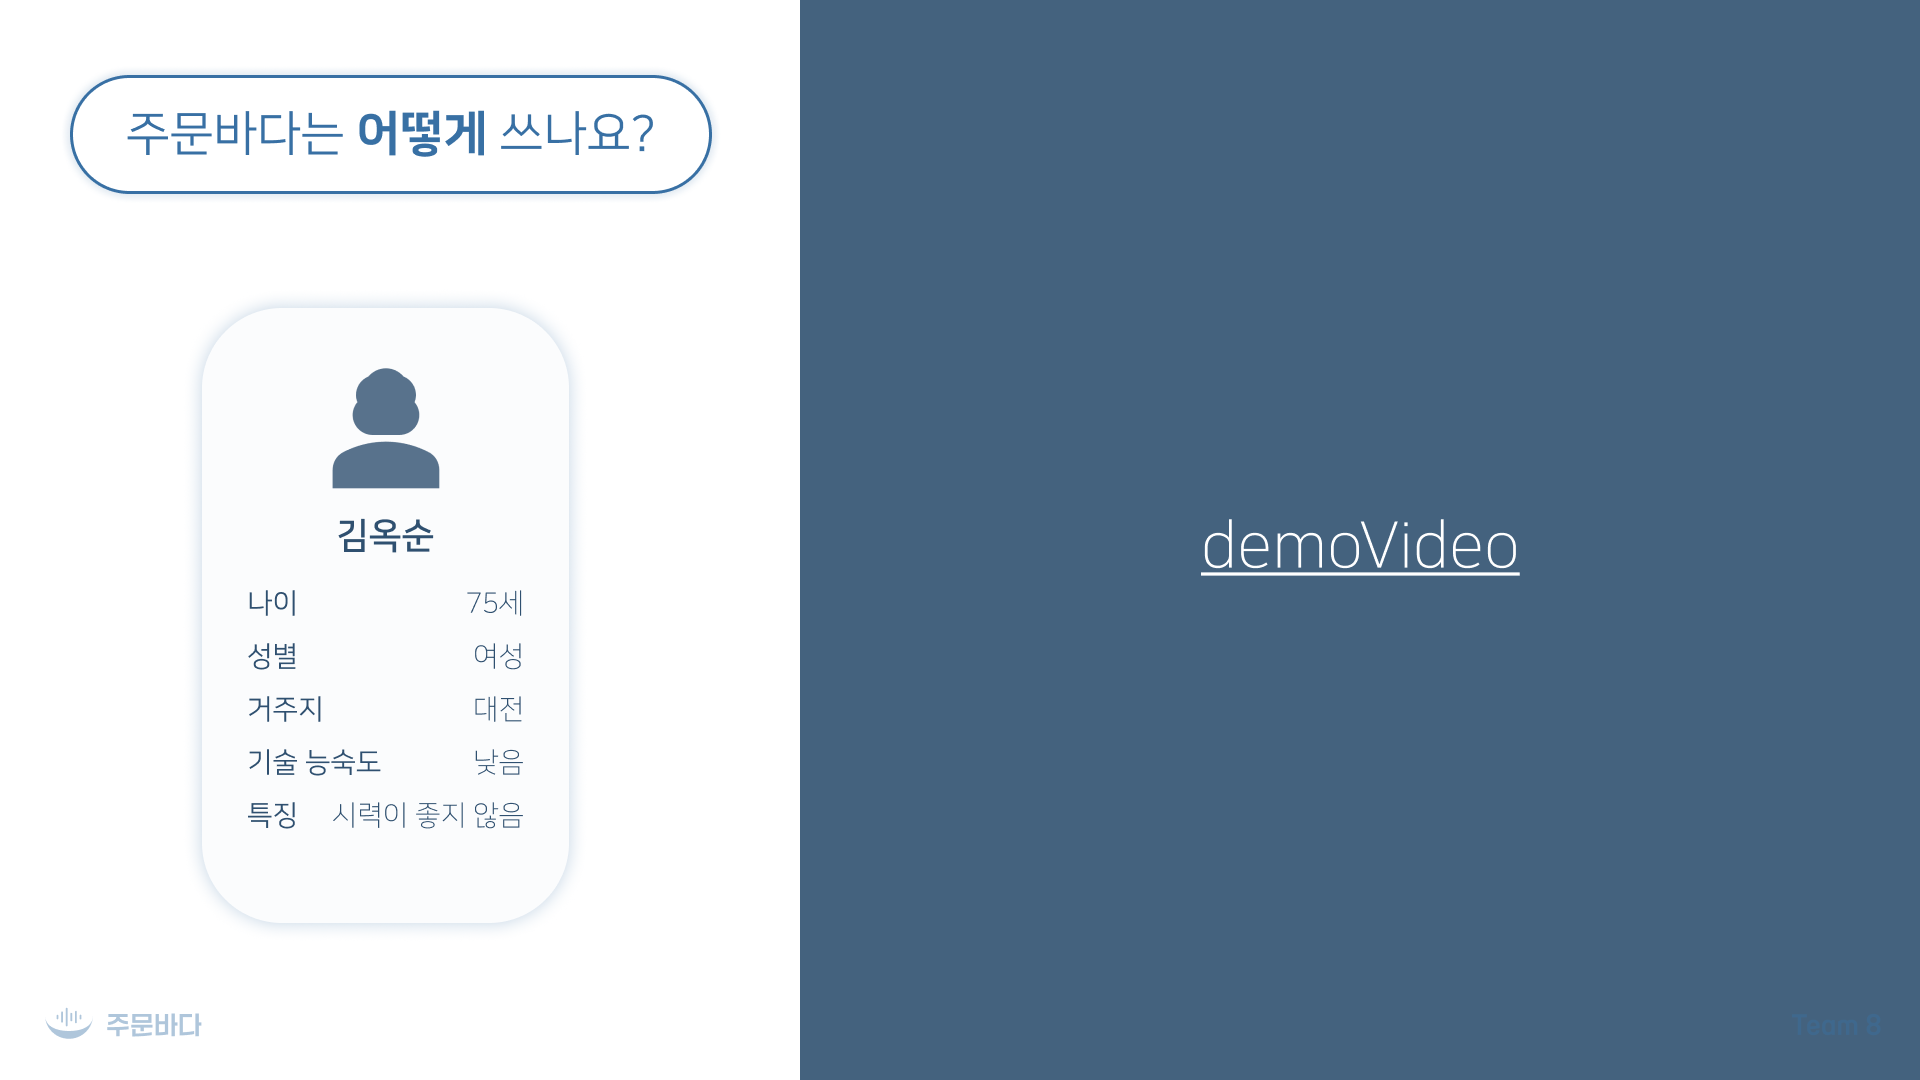 주문바다는 어떻게 쓰나요?
김옥순
나이 75세
성별 여성
거주지 대전
기술 능숙도 낮음
특징 시력이 좋지 않음
demoVideo
주문바다
Team 8